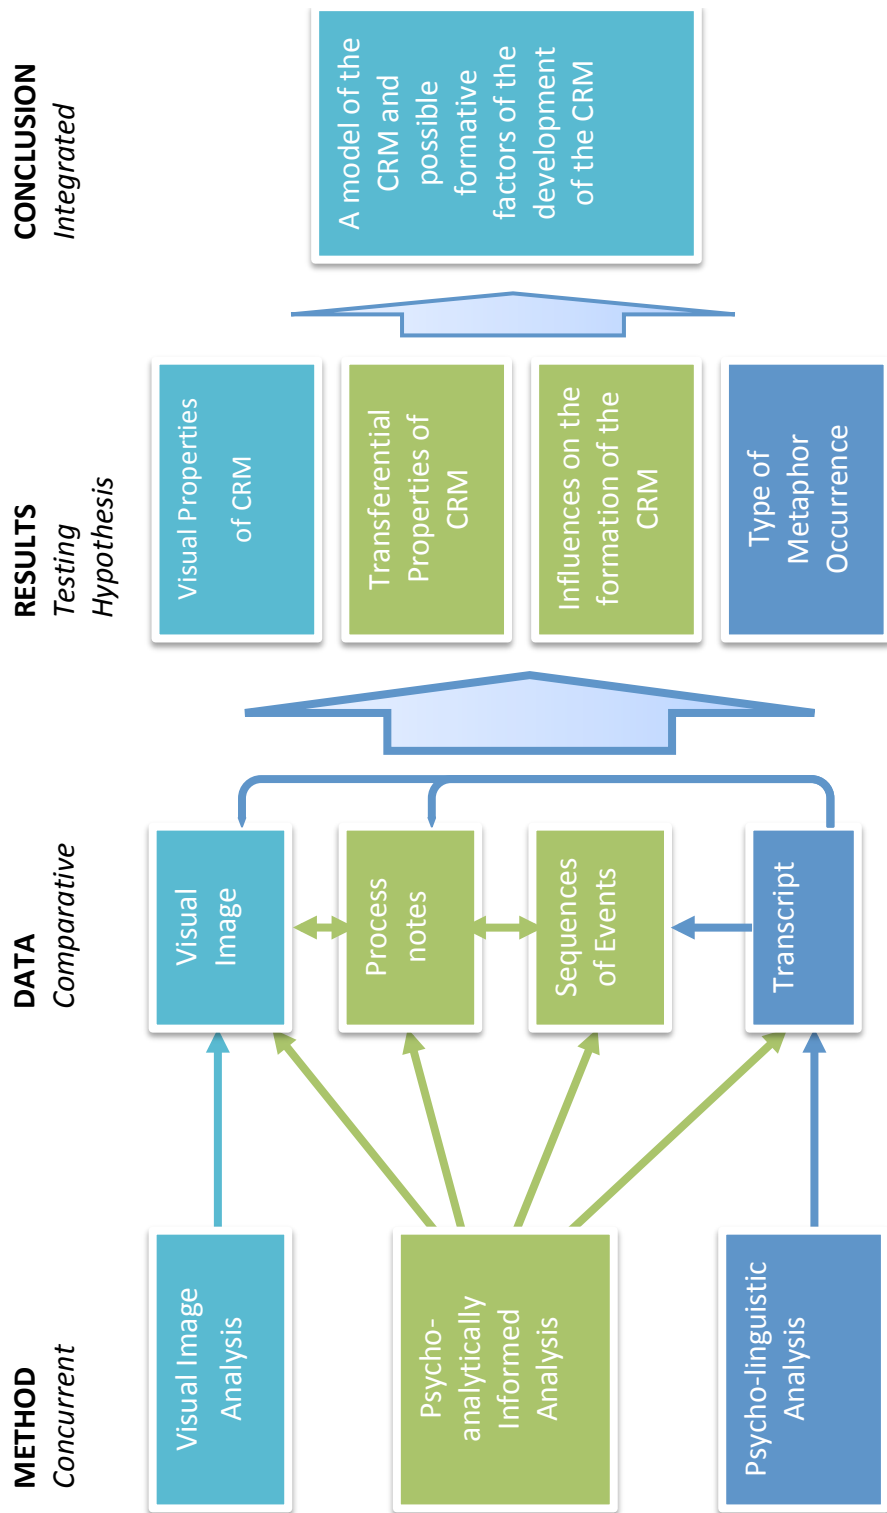 METHOD
Concurrent
Visual Image
Analysis
Psycho-
analytically
Informed
Analysis
Psycho-linguistic
Analysis
DATA
Comparative
Visual
Image
Process
notes
Sequences
of Events
Transcript
RESULTS
Testing
Hypothesis
Visual Properties
of CRM
Transferential
Properties of
CRM
Influences on the
formation of the
CRM
Type of
Metaphor
Occurrence
CONCLUSION
Integrated
A model of the
CRM and
possible
formative
factors of the
development
of the CRM